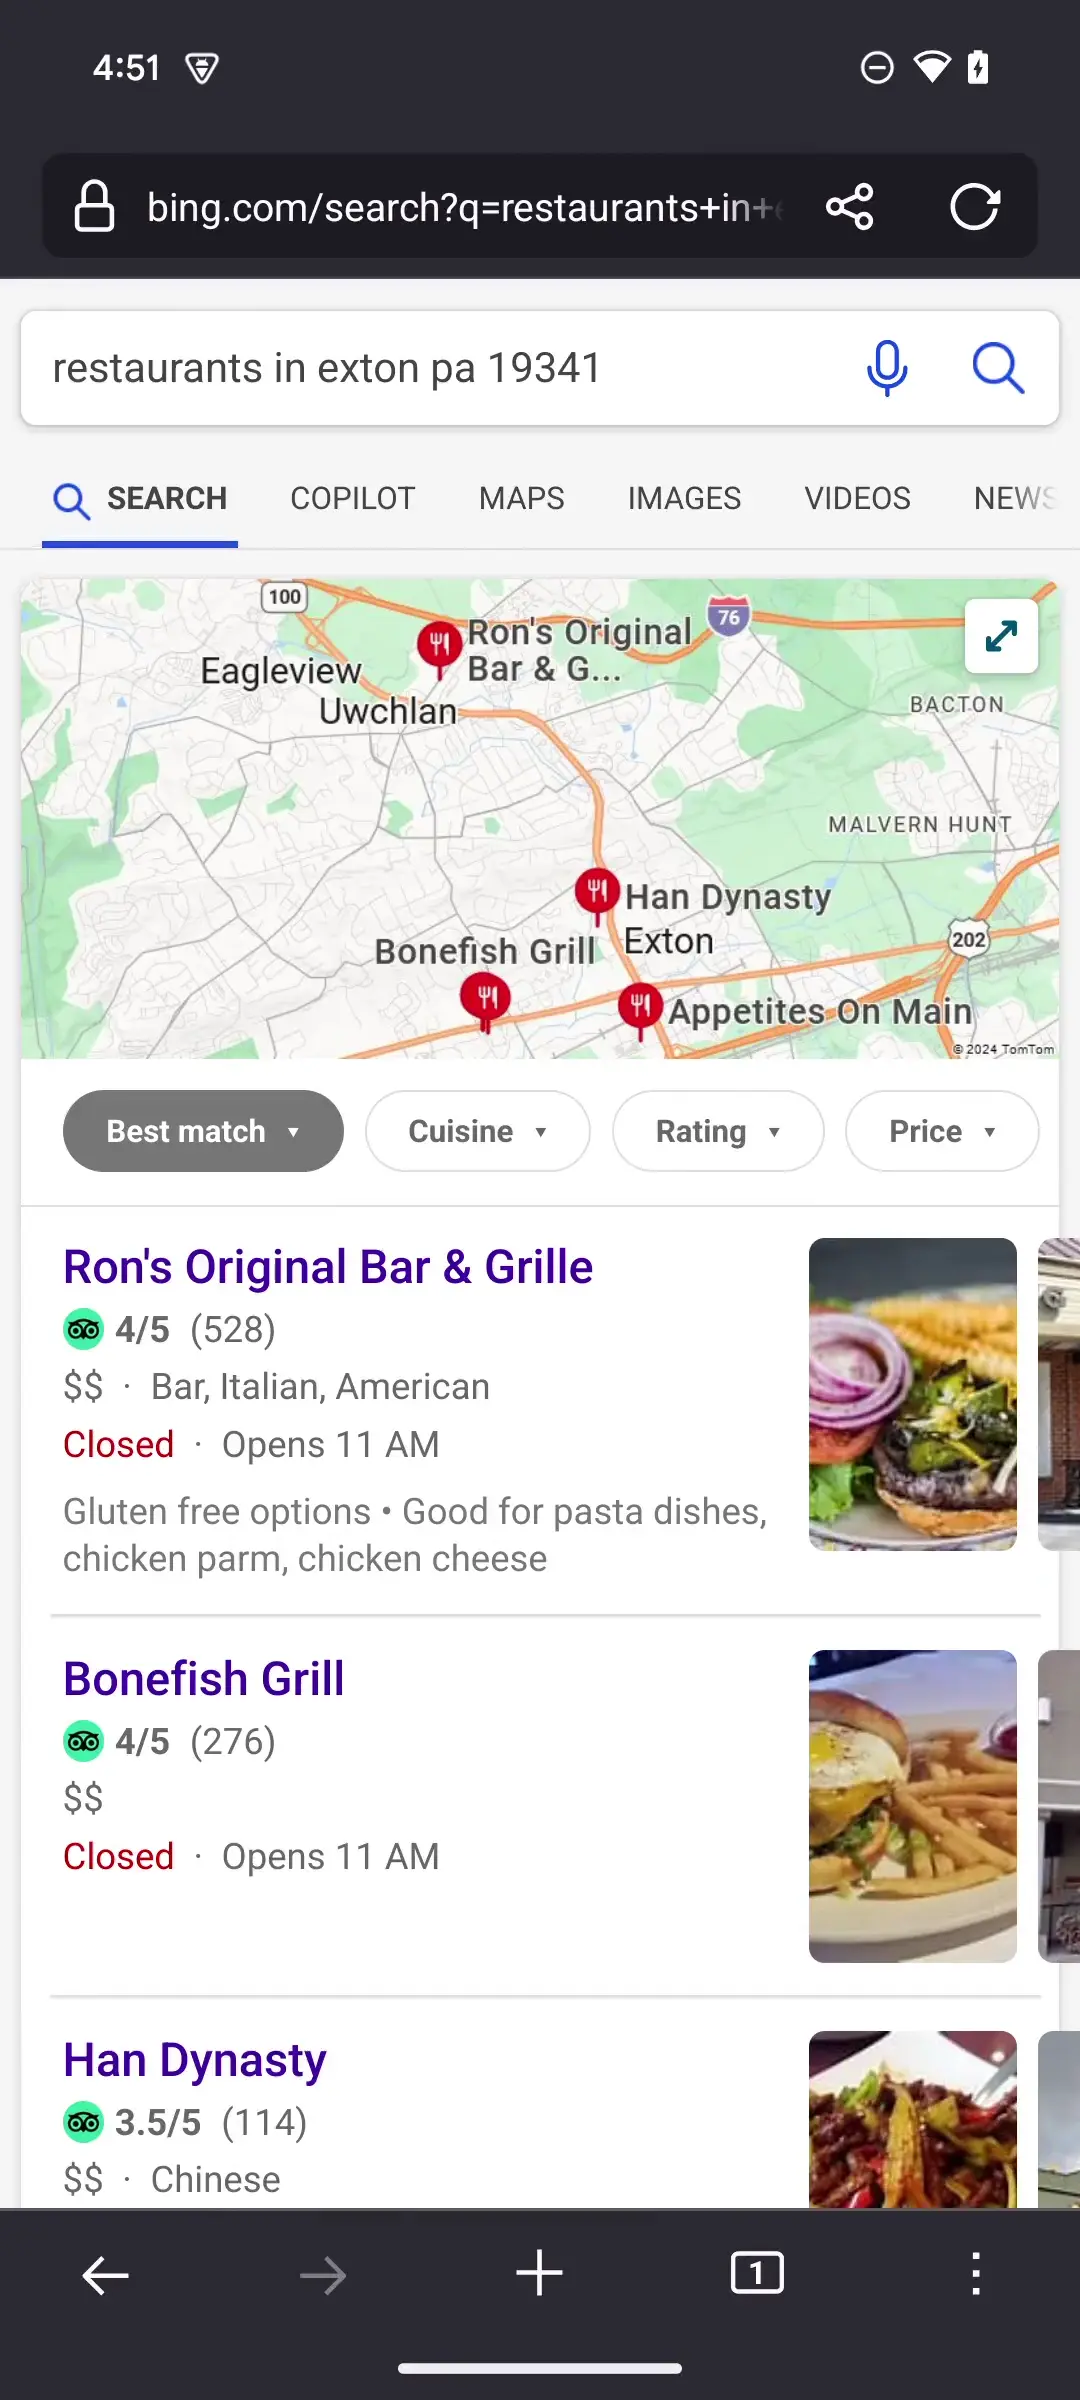 4:51
bing.com/search?q=restaurants+in+
restaurants in exton pa 19341
SEARCH COPILOT MAPS IMAGES VIDEOS NEWS
100
76
Ron's Original
Bar & G...
Eagleview
Uwchlan
BACTON
MALVERN HUNT
Han Dynasty
Exton
202
Bonefish Grill
Appetites On Main
© 2024 TomTom
Best match ▼ Cuisine ▼ Rating ▼ Price ▼
Ron's Original Bar & Grille
4/5 (528)
$$ · Bar, Italian, American
Closed · Opens 11 AM
Gluten free options • Good for pasta dishes,
chicken parm, chicken cheese
Bonefish Grill
4/5 (276)
$$
Closed · Opens 11 AM
Han Dynasty
3.5/5 (114)
$$ · Chinese
1